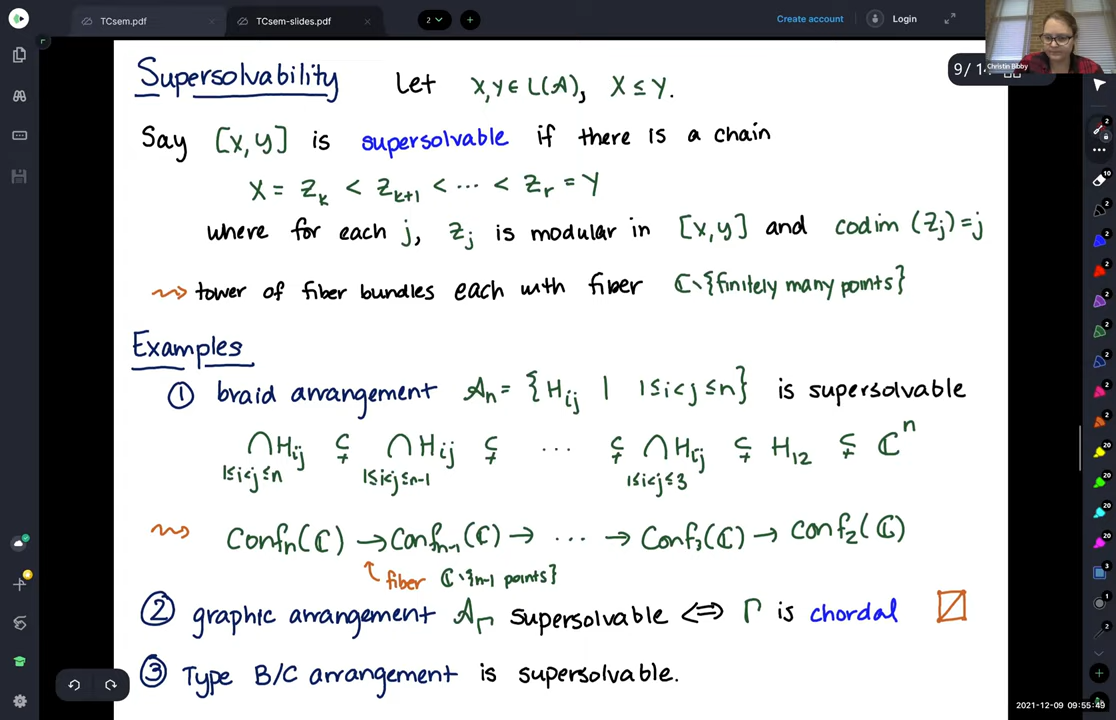 TCsem.pdf
TCsem-slides.pdf
2
Create account
Login
Christin Bibby
9/1
Supersolvability Let X,Y ∈ L(A), X ≤ Y.
Say [X,Y] is supersolvable if there is a chain
X = Z_k < Z_{k+1} < ⋯ < Z_r = Y
where for each j, Z_j is modular in [X,Y] and codim (Z_j) = j
⇝ tower of fiber bundles each with fiber ℂ∖{finitely many points}
Examples
① braid arrangement A_n = {H_ij | 1≤i<j≤n} is supersolvable
∩H_ij ⊊ ∩H_ij ⊊ ⋯ ⊊ ∩H_ij ⊊ H_12 ⊊ ℂ^n
1≤i<j≤n 1≤i<j≤n-1 1≤i<j≤3
⇝ Conf_n(ℂ) → Conf_{n-1}(ℂ) → ⋯ → Conf_3(ℂ) → Conf_2(ℂ)
↑ fiber ℂ∖{n-1 points}
② graphic arrangement A_Γ supersolvable ⟺ Γ is chordal
③ Type B/C arrangement is supersolvable.
2021-12-09 09:55:49